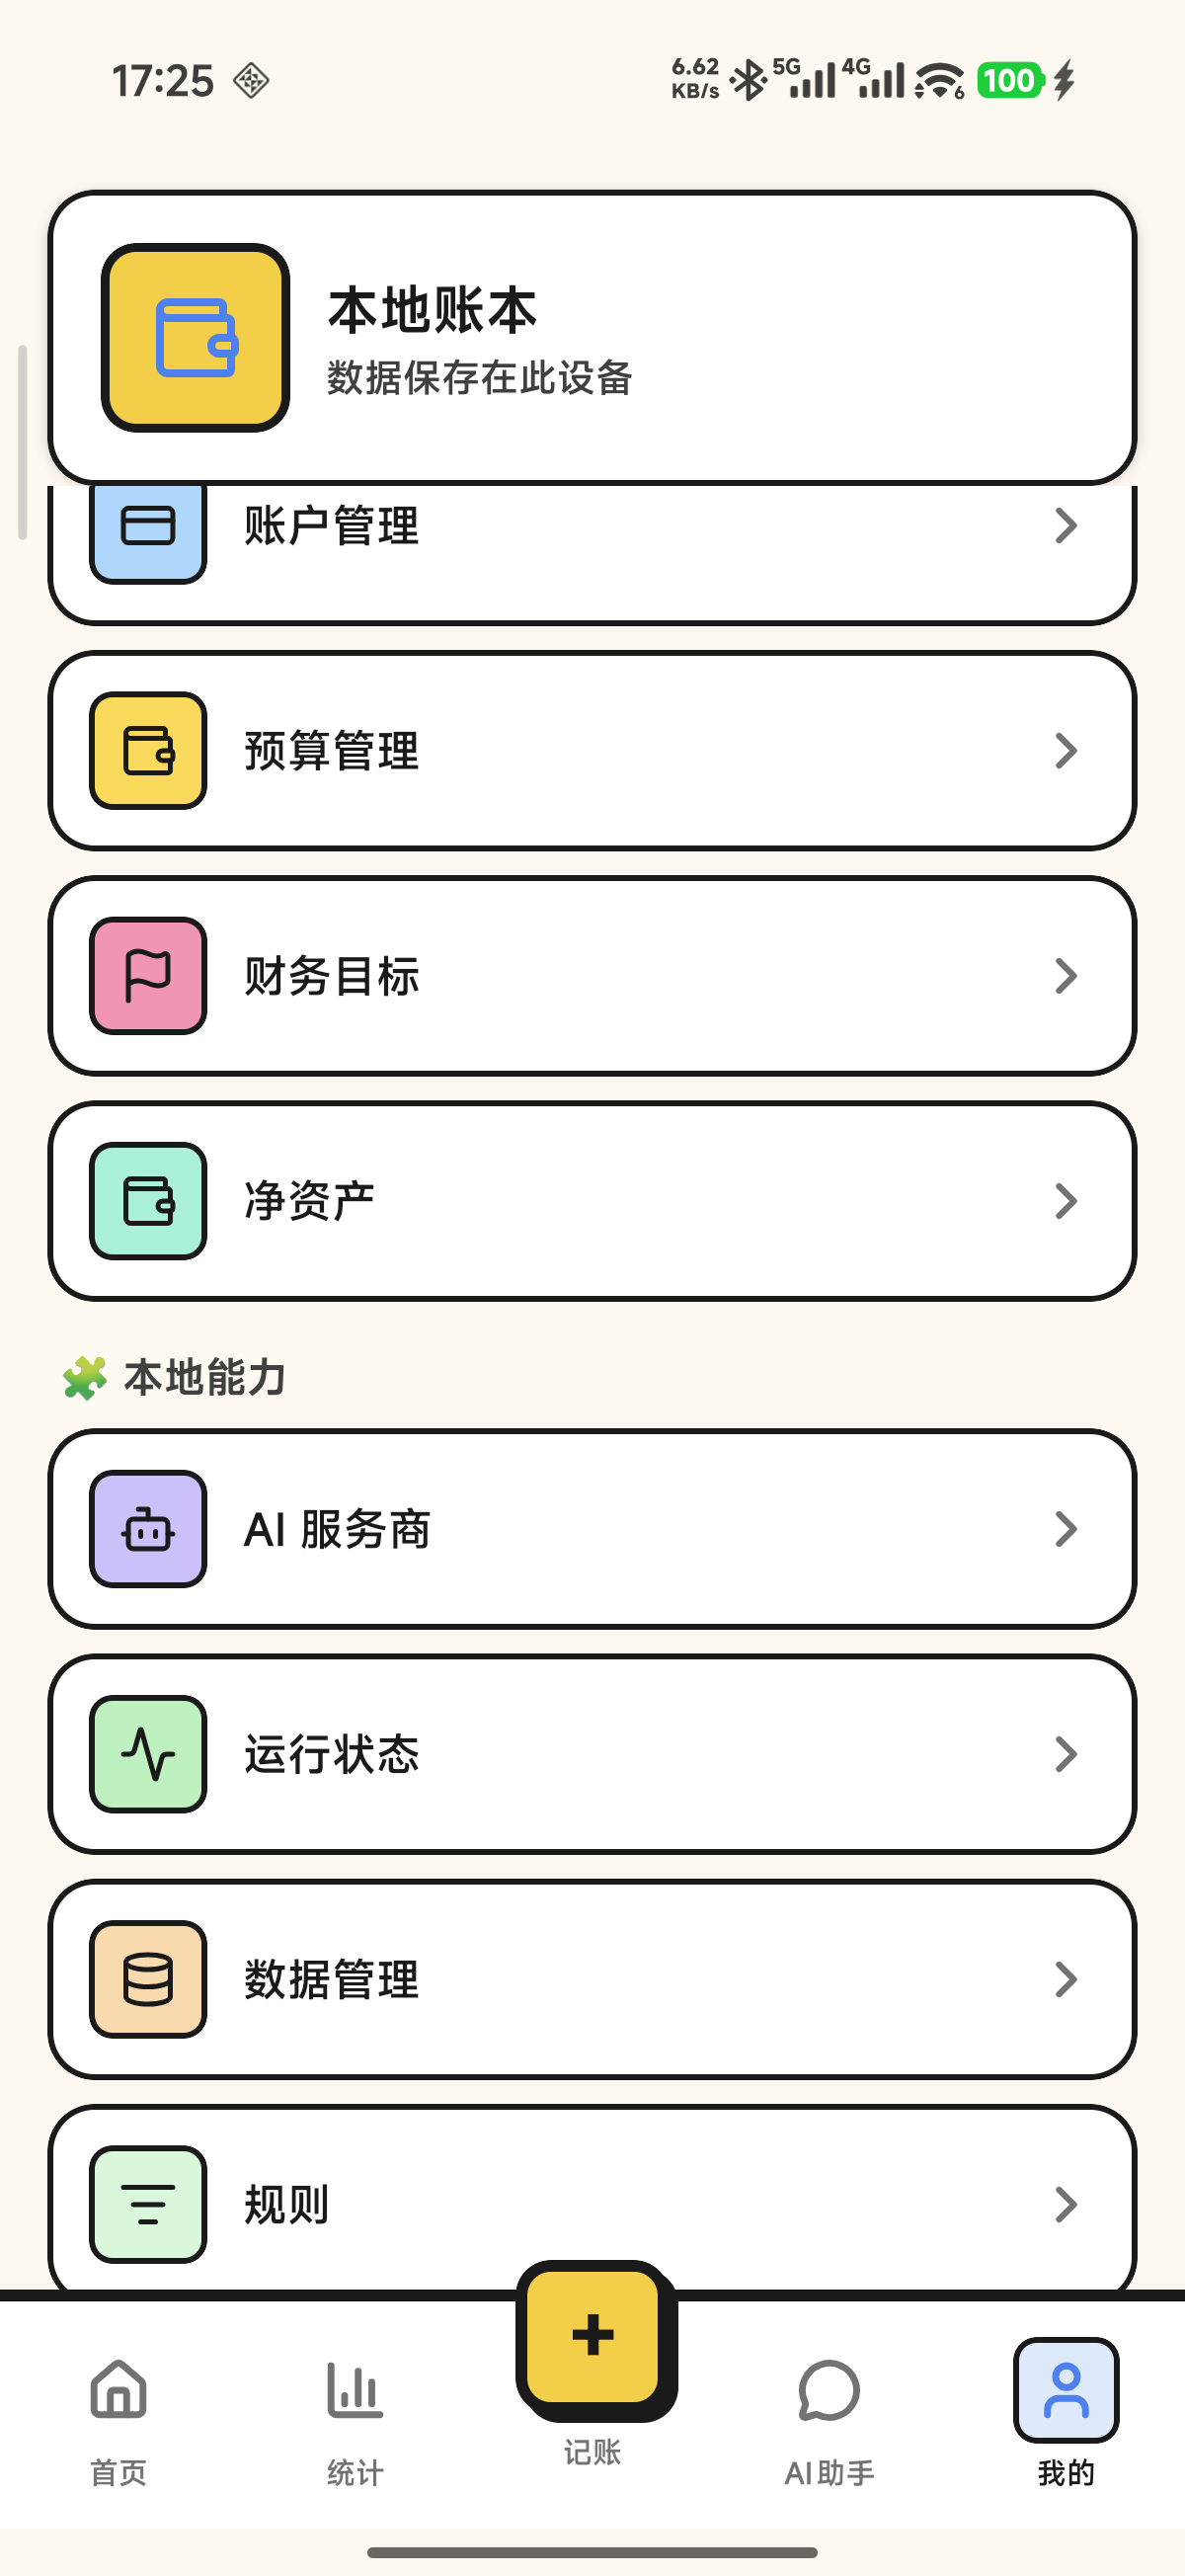 17:25
6.62 KB/s 5G 4G 6 100
本地账本
数据保存在此设备
账户管理
预算管理
财务目标
净资产
本地能力
AI 服务商
运行状态
数据管理
规则
首页 统计 记账 AI助手 我的